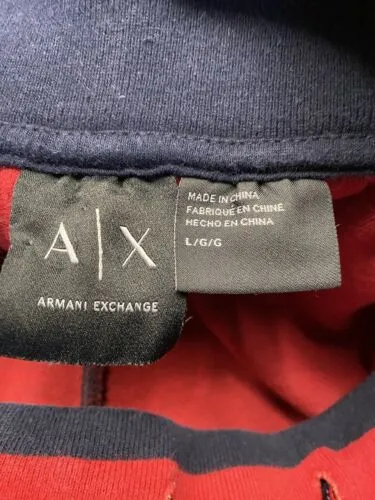 A|X
ARMANI EXCHANGE
MADE IN CHINA
FABRIQUÉ EN CHINE
HECHO EN CHINA
L/G/G